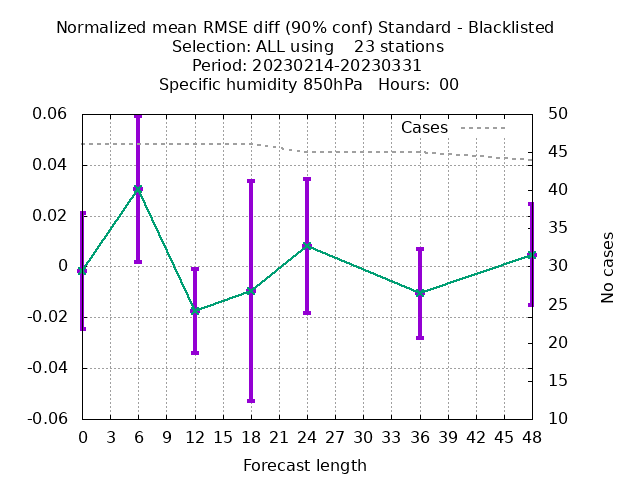 Normalized mean RMSE diff (90% conf) Standard - Blacklisted
Selection: ALL using    23 stations
Period: 20230214-20230331
Specific humidity 850hPa   Hours:  00
Cases
0.06
0.04
0.02
0
-0.02
-0.04
-0.06
50
45
40
35
30
25
20
15
10
No cases
0 3 6 9 12 15 18 21 24 27 30 33 36 39 42 45 48
Forecast length